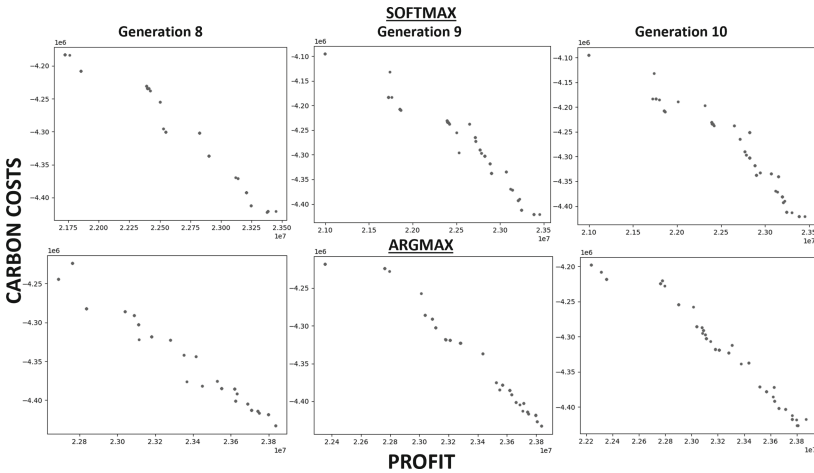 SOFTMAX
Generation 8
Generation 9
Generation 10
1e6
−4.20
−4.25
−4.30
−4.35
−4.40
2.175 2.200 2.225 2.250 2.275 2.300 2.325 2.350
1e7
1e6
−4.10
−4.15
−4.20
−4.25
−4.30
−4.35
−4.40
2.10 2.15 2.20 2.25 2.30 2.35
1e7
1e6
−4.10
−4.15
−4.20
−4.25
−4.30
−4.35
−4.40
2.10 2.15 2.20 2.25 2.30 2.35
1e7
CARBON COSTS
ARGMAX
1e6
−4.25
−4.30
−4.35
−4.40
2.28 2.30 2.32 2.34 2.36 2.38
1e7
1e6
−4.25
−4.30
−4.35
−4.40
2.24 2.26 2.28 2.30 2.32 2.34 2.36 2.38
1e7
1e6
−4.20
−4.25
−4.30
−4.35
−4.40
2.22 2.24 2.26 2.28 2.30 2.32 2.34 2.36 2.38
1e7
PROFIT